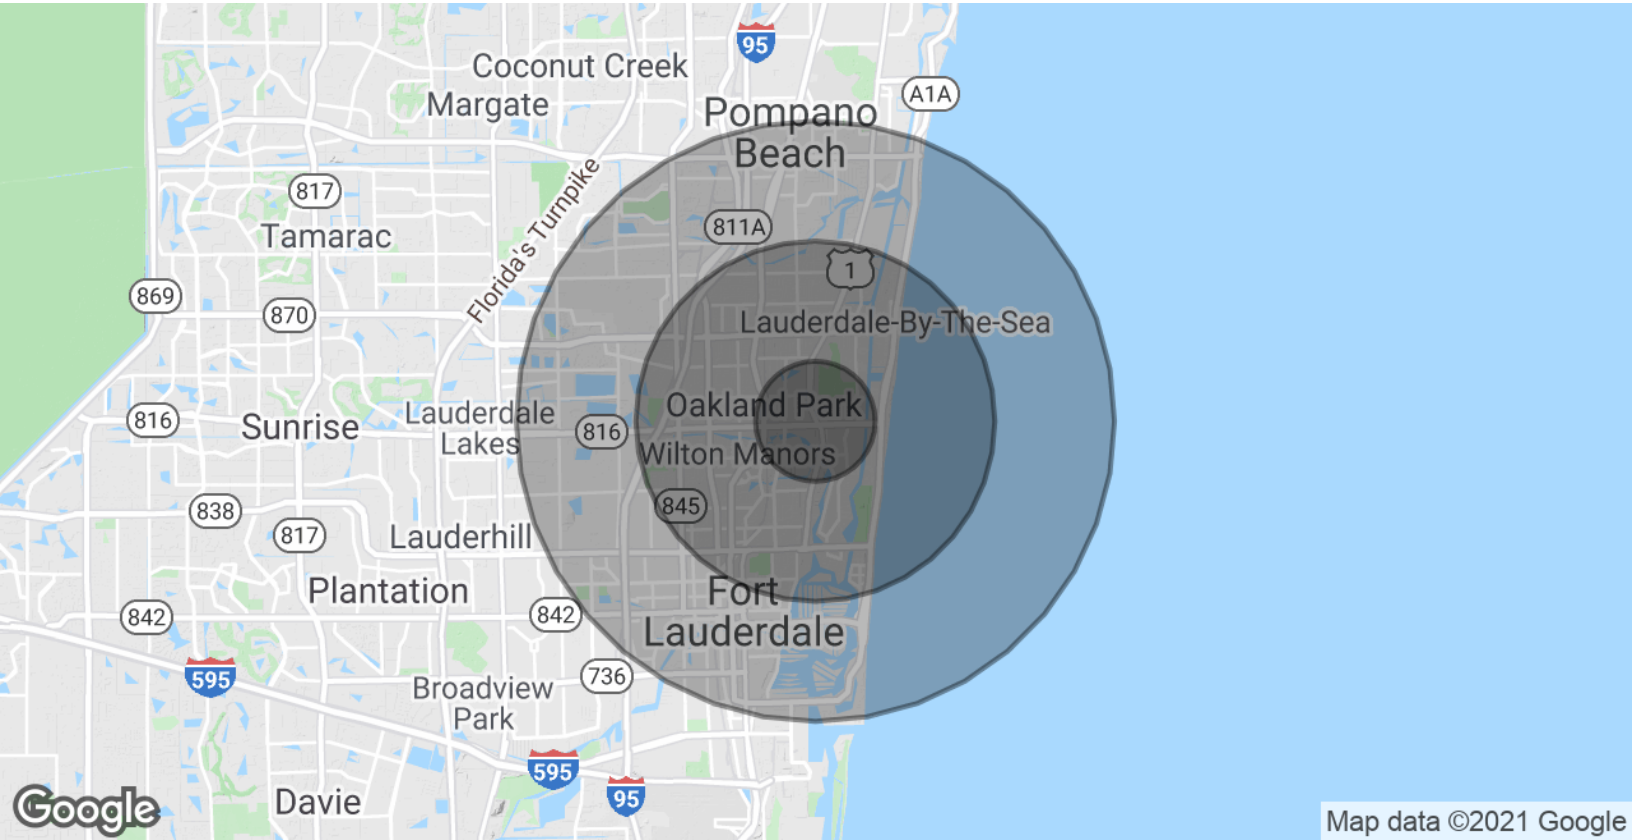 95
Coconut Creek
A1A
Margate
Pompano
Beach
Florida's Turnpike
817
811A
Tamarac
1
869
870
Lauderdale-By-The-Sea
Oakland Park
816
Sunrise
Lauderdale
Lakes
816
Wilton Manors
845
838
817
Lauderhill
Plantation
Fort
Lauderdale
842
842
595
736
Broadview
Park
595
95
Davie
Google
Map data ©2021 Google